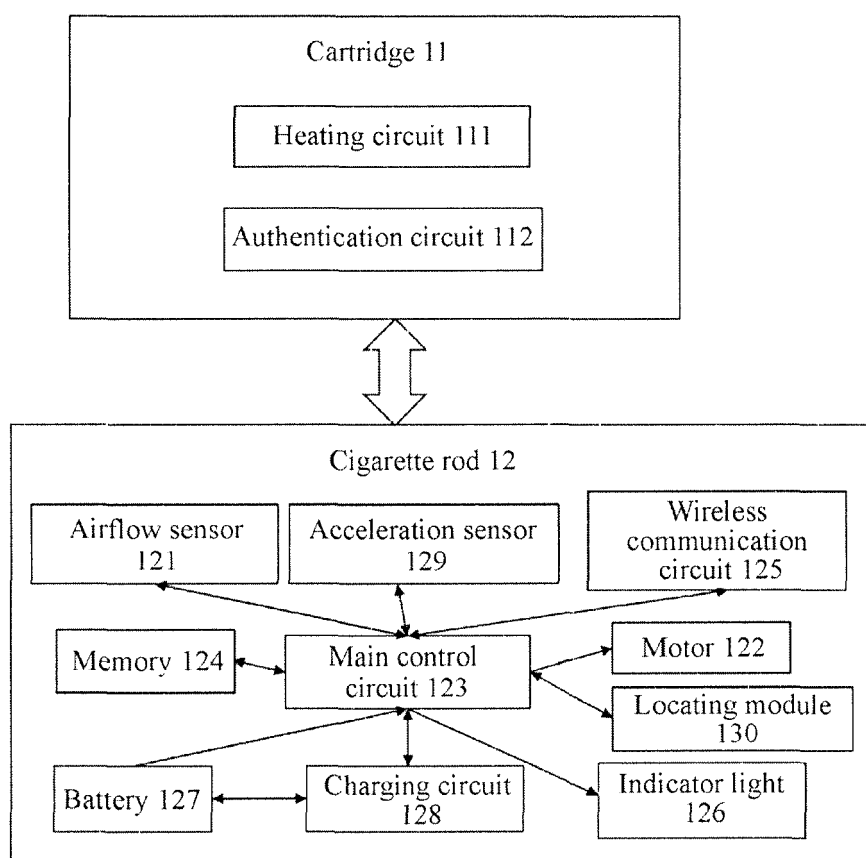 Cartridge 11
Heating circuit 111
Authentication circuit 112
Cigarette rod 12
Airflow sensor
121
Acceleration sensor
129
Wireless
communication
circuit 125
Memory 124
Main control
circuit 123
Motor 122
Locating module
130
Battery 127
Charging circuit
128
Indicator light
126